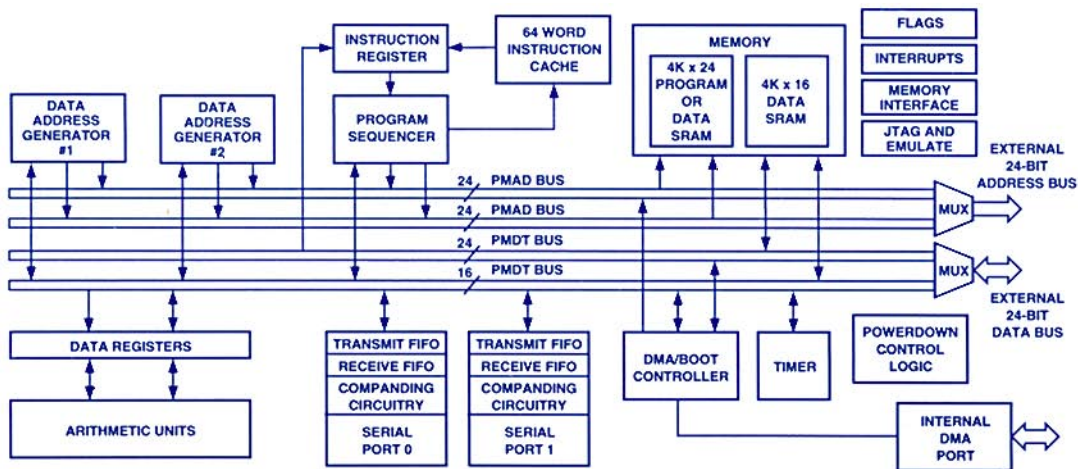 INSTRUCTION
REGISTER
64 WORD
INSTRUCTION
CACHE
MEMORY
4K x 24
PROGRAM
OR
DATA
SRAM
4K x 16
DATA
SRAM
FLAGS
INTERRUPTS
MEMORY
INTERFACE
JTAG AND
EMULATE
DATA
ADDRESS
GENERATOR
#1
DATA
ADDRESS
GENERATOR
#2
PROGRAM
SEQUENCER
EXTERNAL
24-BIT
ADDRESS BUS
24 PMAD BUS
MUX
24 PMAD BUS
24 PMDT BUS
16 PMDT BUS
MUX
EXTERNAL
24-BIT
DATA BUS
DATA REGISTERS
ARITHMETIC UNITS
TRANSMIT FIFO
RECEIVE FIFO
COMPANDING
CIRCUITRY
SERIAL
PORT 0
TRANSMIT FIFO
RECEIVE FIFO
COMPANDING
CIRCUITRY
SERIAL
PORT 1
DMA/BOOT
CONTROLLER
TIMER
POWERDOWN
CONTROL
LOGIC
INTERNAL
DMA
PORT